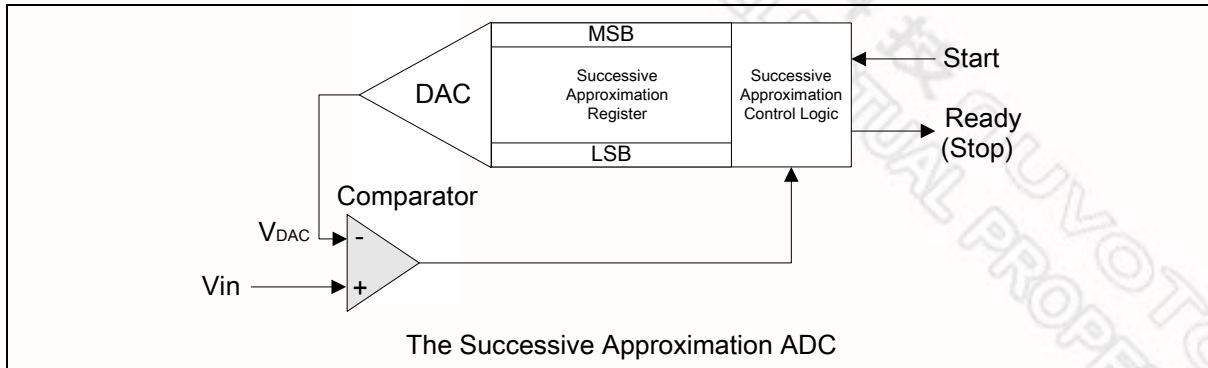 MSB
DAC
Successive
Approximation
Register
Successive
Approximation
Control Logic
Start
Ready
(Stop)
LSB
Comparator
VDAC
-
Vin
+
The Successive Approximation ADC